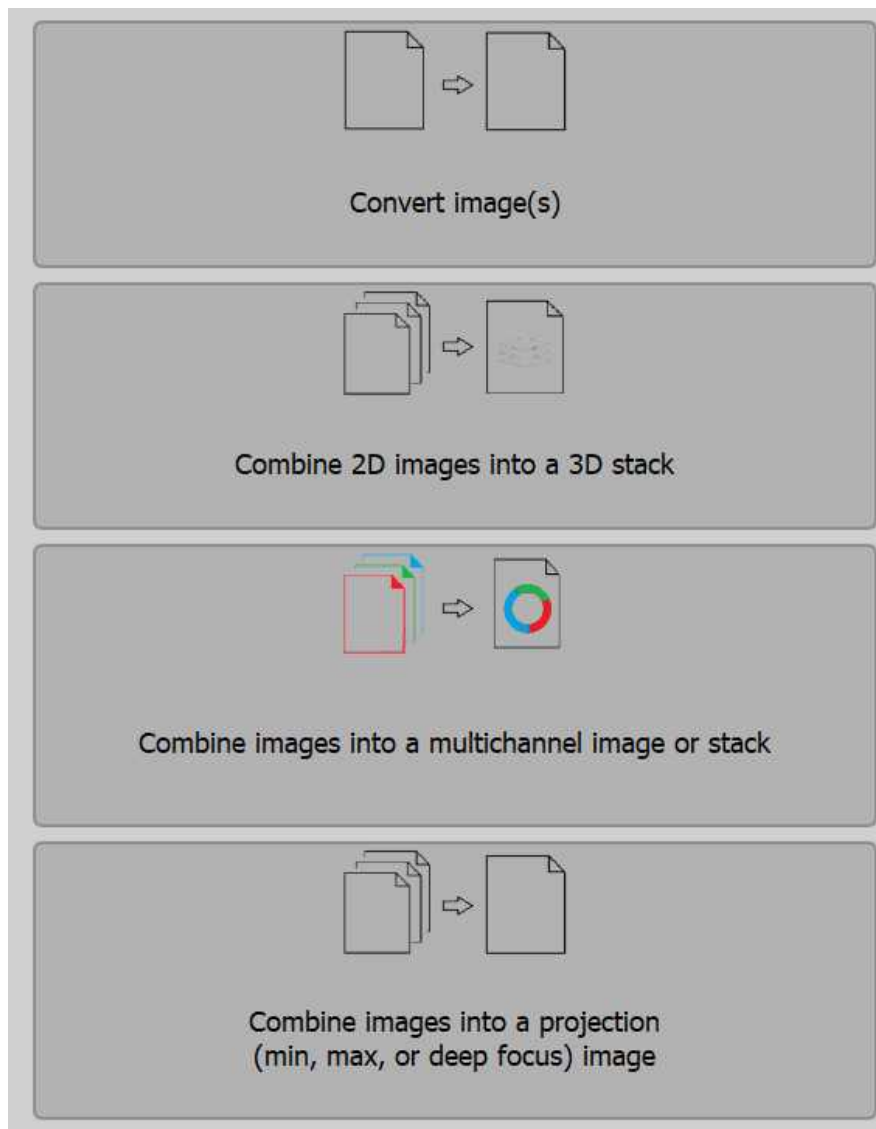 Convert image(s)
Combine 2D images into a 3D stack
Combine images into a multichannel image or stack
Combine images into a projection
(min, max, or deep focus) image